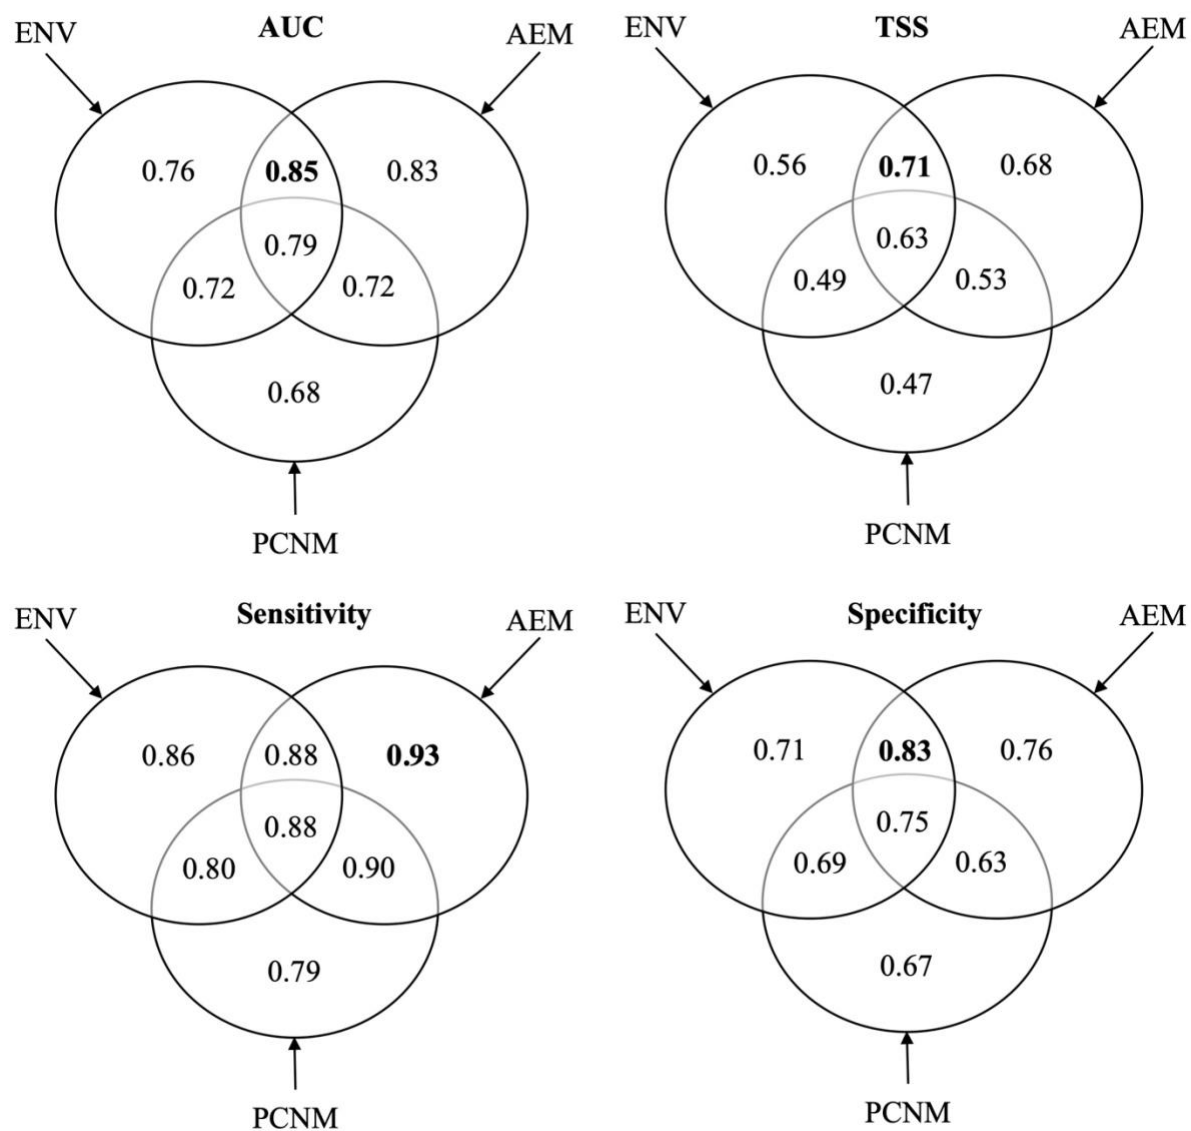 AUC
ENV
AEM
0.76
0.85
0.83
0.79
0.72
0.72
0.68
PCNM
TSS
ENV
AEM
0.56
0.71
0.68
0.63
0.49
0.53
0.47
PCNM
Sensitivity
ENV
AEM
0.86
0.88
0.93
0.88
0.80
0.90
0.79
PCNM
Specificity
ENV
AEM
0.71
0.83
0.76
0.75
0.69
0.63
0.67
PCNM